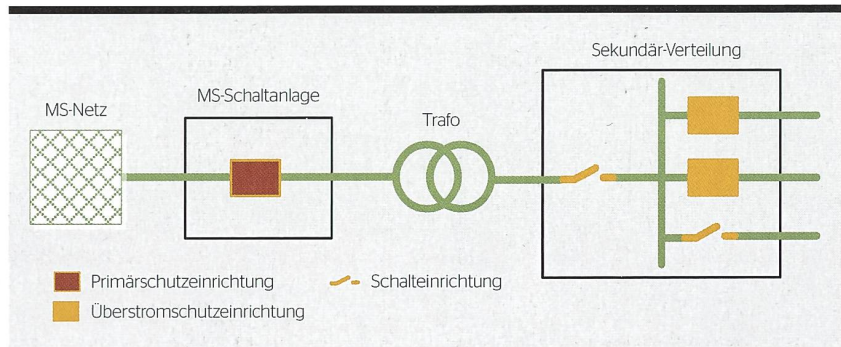 Sekundär-Verteilung
MS-Netz
MS-Schaltanlage
Trafo
Primärschutzeinrichtung
Schalteinrichtung
Überstromschutzeinrichtung